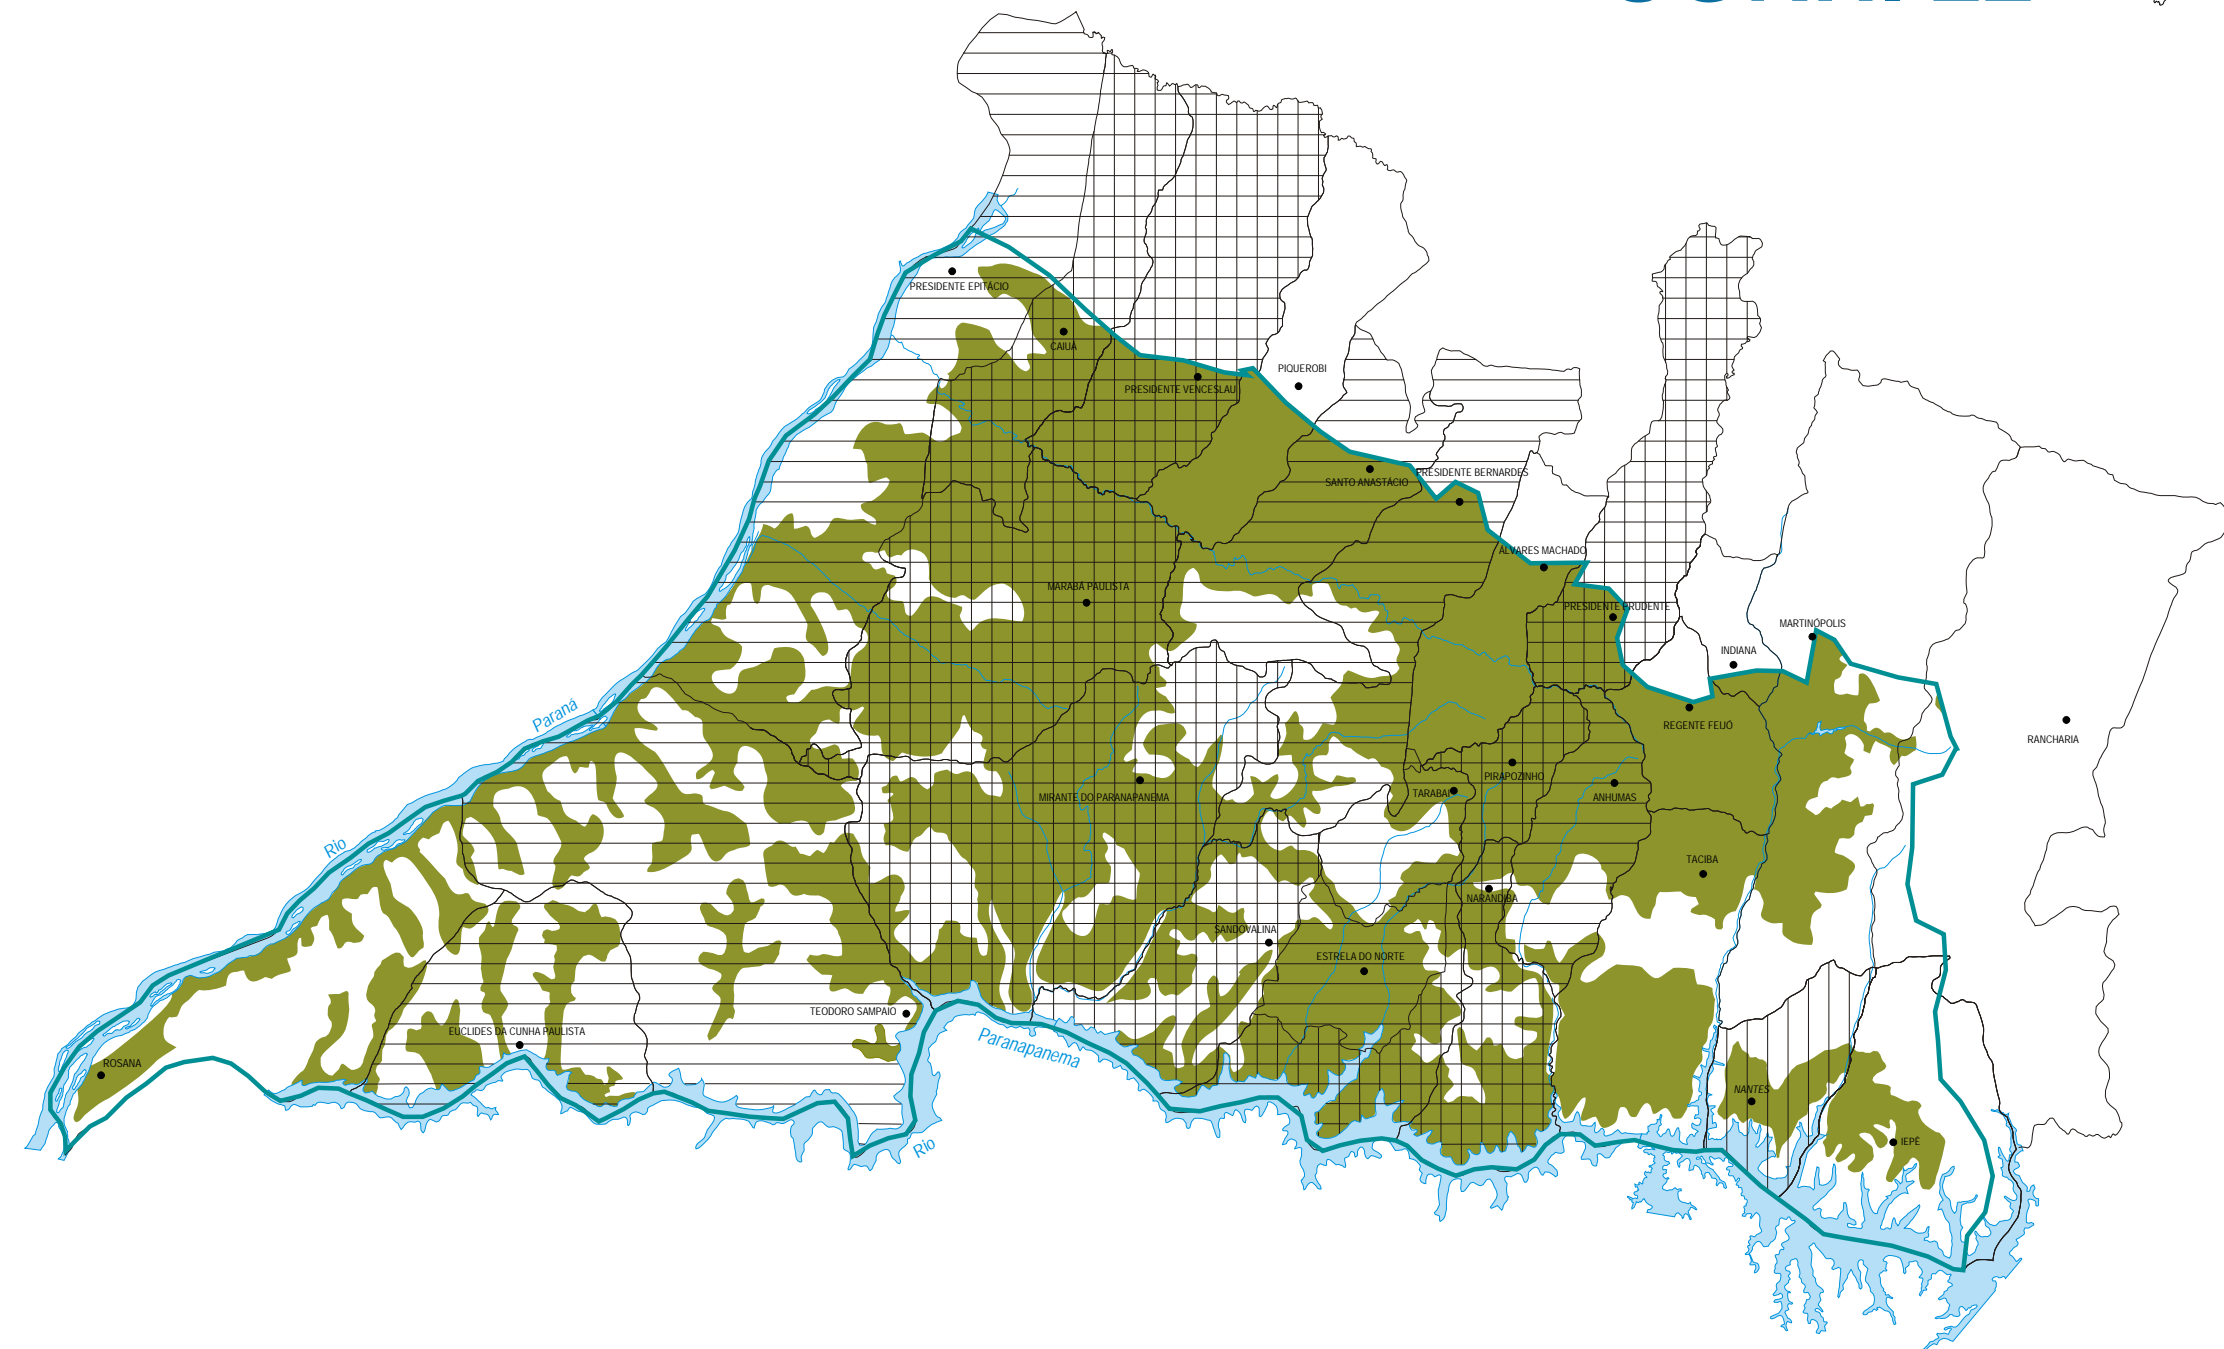 PRESIDENTE EPITÁCIO
CAIUÁ
PIQUEROBI
PRESIDENTE VENCESLAU
PRESIDENTE BERNARDES
SANTO ANASTÁCIO
ÁLVARES MACHADO
MARABÁ PAULISTA
PRESIDENTE PRUDENTE
MARTINÓPOLIS
INDIANA
Paraná
REGENTE FEIJÓ
RANCHARIA
PIRAPOZINHO
MIRANTE DO PARANAPANEMA
TARABAI
ANHUMAS
Rio
TACIBA
NARANDIBA
SANDOVALINA
ESTRELA DO NORTE
TEODORO SAMPAIO
EUCLIDES DA CUNHA PAULISTA
Paranapanema
ROSANA
NANTES
IEPÊ
Rio